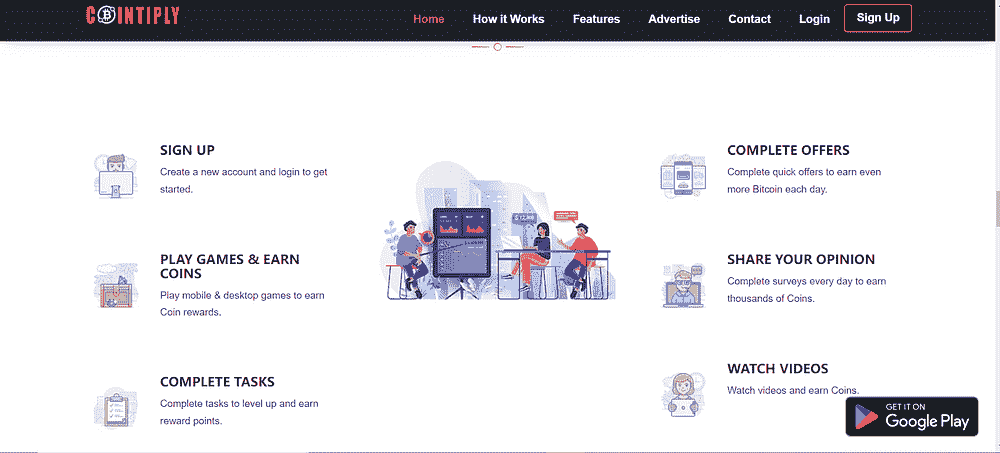 COINTIPLY
Home How it Works Features Advertise Contact Login Sign Up
SIGN UP
Create a new account and login to get
started.
PLAY GAMES & EARN
COINS
Play mobile & desktop games to earn
Coin rewards.
COMPLETE TASKS
Complete tasks to level up and earn
reward points.
COMPLETE OFFERS
Complete quick offers to earn even
more Bitcoin each day.
SHARE YOUR OPINION
Complete surveys every day to earn
thousands of Coins.
WATCH VIDEOS
Watch videos and earn Coins.
GET IT ON
Google Play